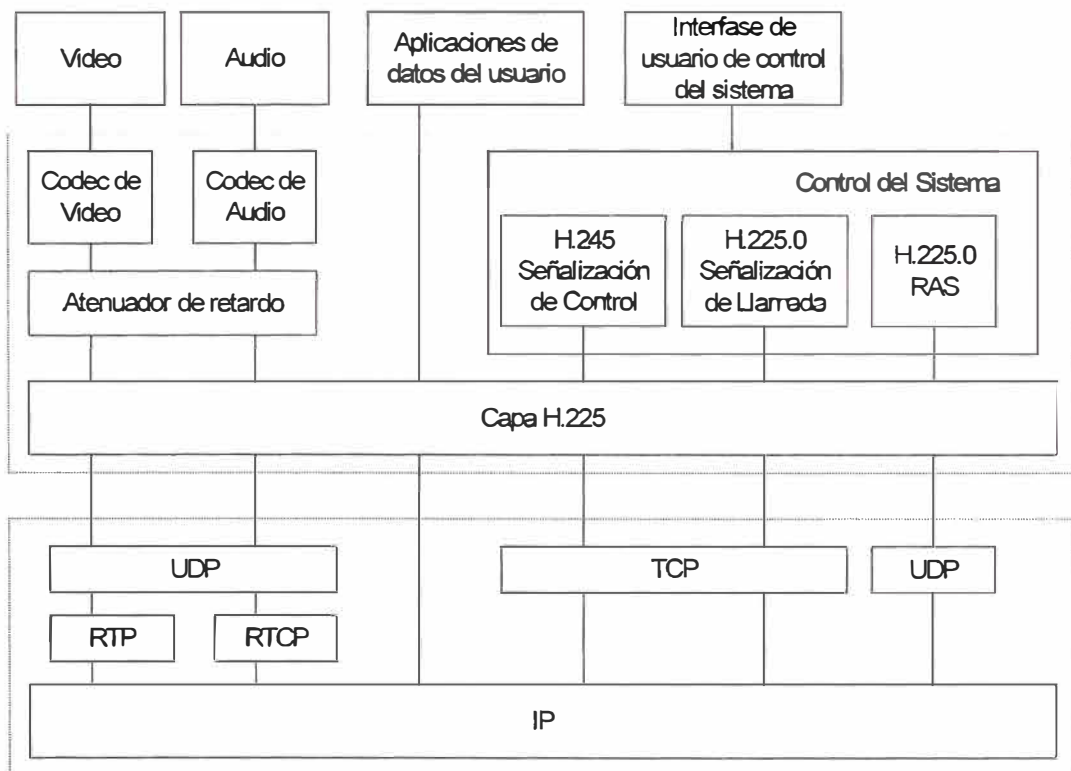 Video
Audio
Aplicaciones de
datos del usuario
Interfase de
usuario de control
del sistema
Codec de
Video
Codec de
Audio
Control del Sistema
H.245
Señalización
de Control
H.225.0
Señalización
de Llamada
H.225.0
RAS
Atenuador de retardo
Capa H.225
UDP
TCP
UDP
RTP
RTCP
IP